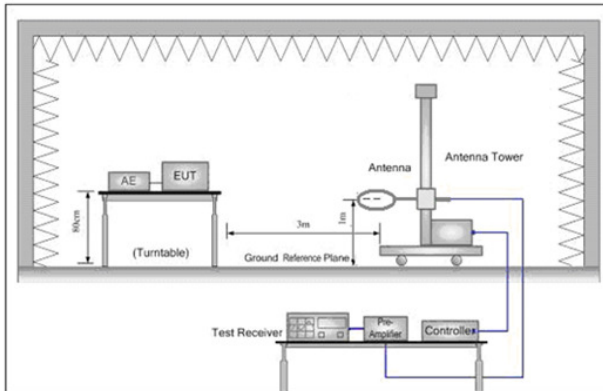 Antenna Tower
Antenna
AE
EUT
80cm
(Turntable)
3m
1m
Ground Reference Plane
Test Receiver
Pre-
Amplifier
Controller